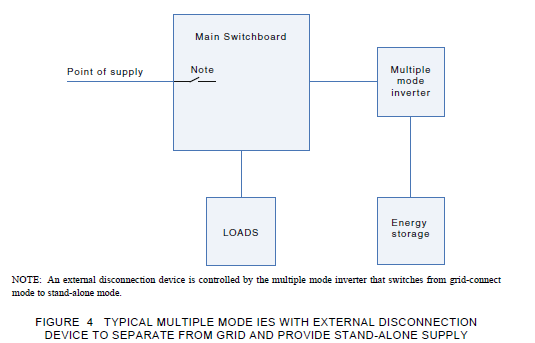 Main Switchboard
Point of supply
Note
Multiple
mode
inverter
LOADS
Energy
storage
NOTE: An external disconnection device is controlled by the multiple mode inverter that switches from grid-connect
mode to stand-alone mode.
FIGURE 4 TYPICAL MULTIPLE MODE IES WITH EXTERNAL DISCONNECTION
DEVICE TO SEPARATE FROM GRID AND PROVIDE STAND-ALONE SUPPLY